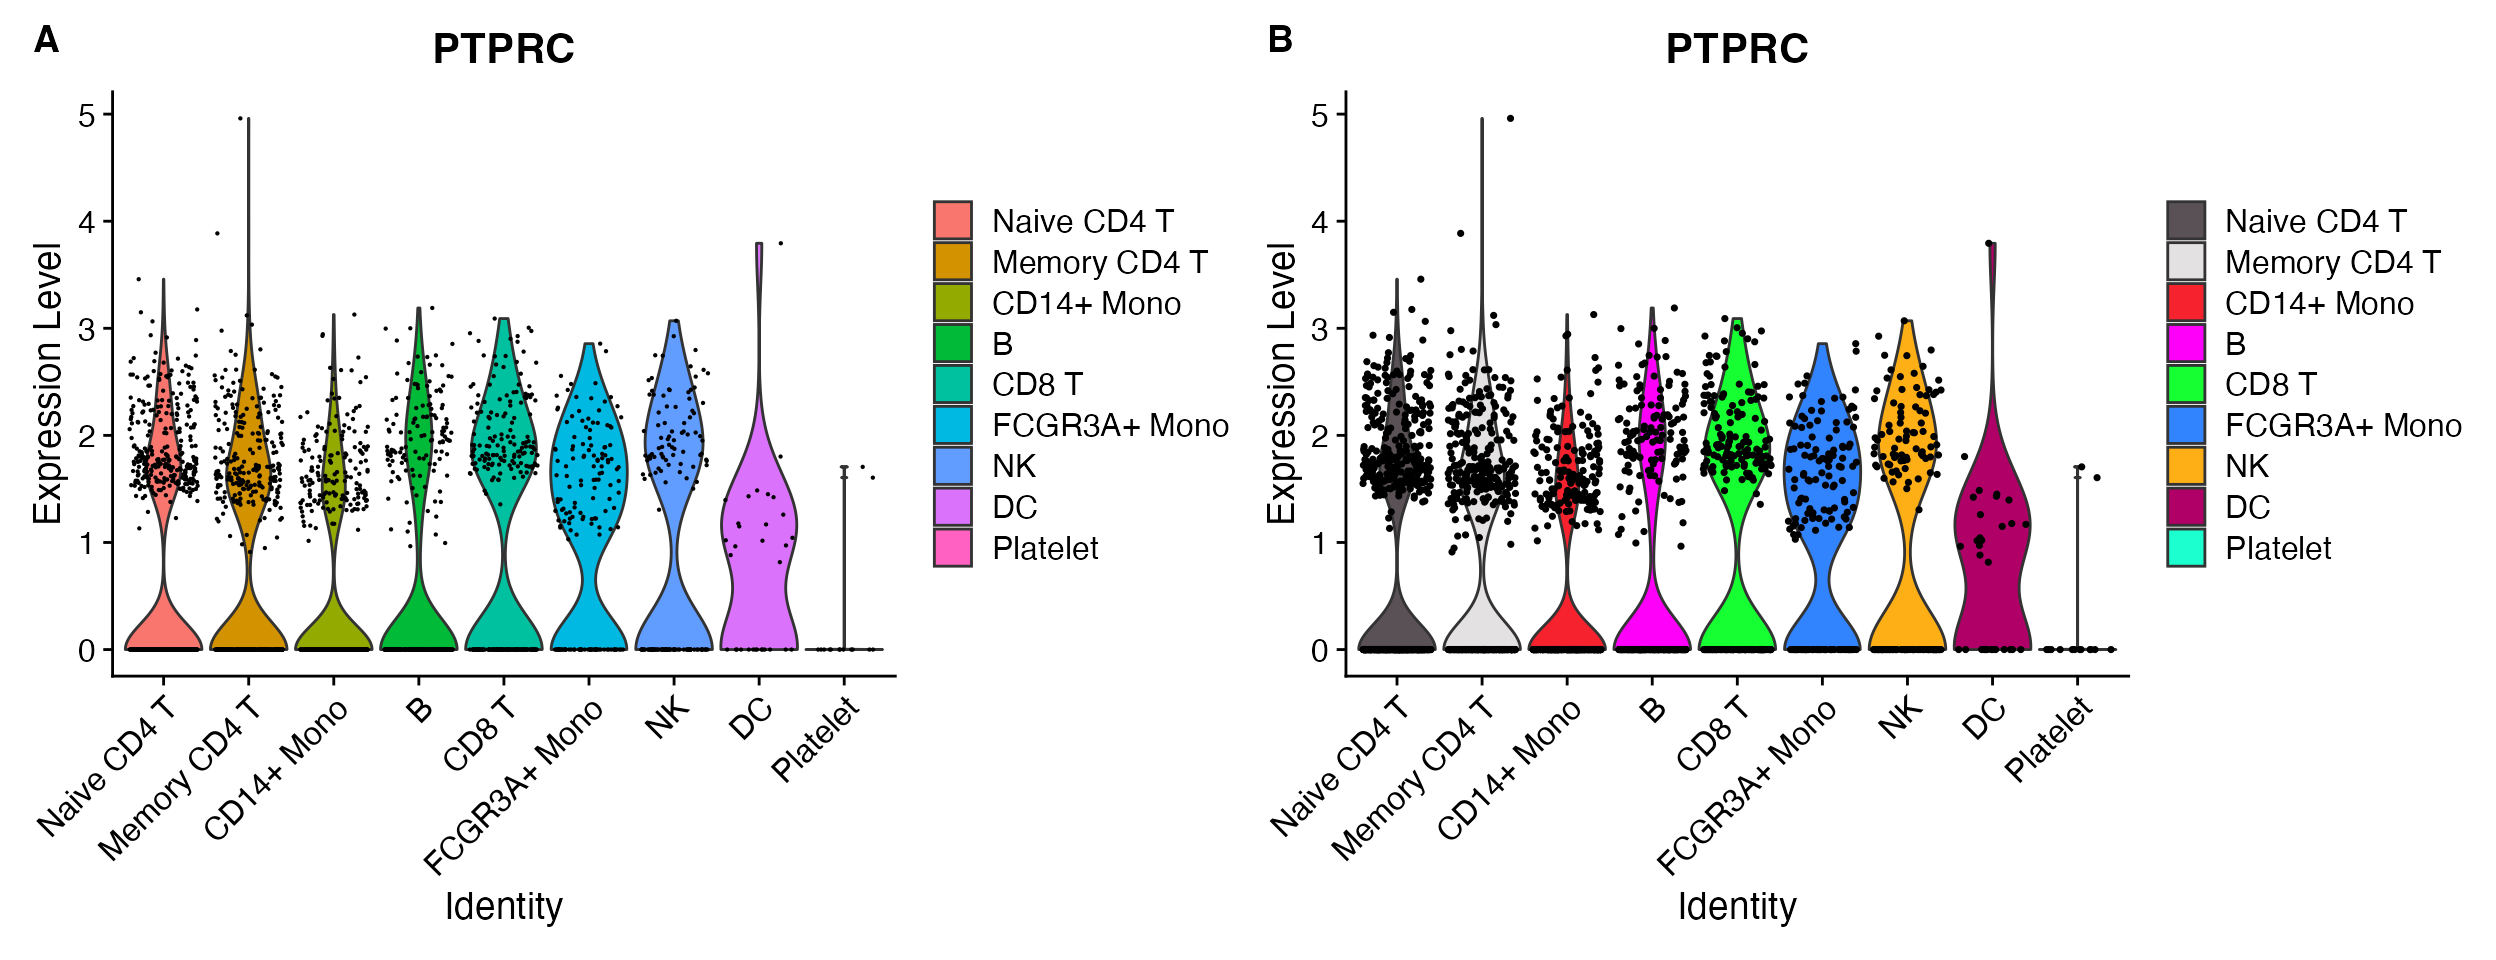 A
PTPRC
Expression Level
5
4
3
2
1
0
Naive CD4 T
Memory CD4 T
CD14+ Mono
B
CD8 T
FCGR3A+ Mono
NK
DC
Platelet
Identity
Naive CD4 T
Memory CD4 T
CD14+ Mono
B
CD8 T
FCGR3A+ Mono
NK
DC
Platelet
B
PTPRC
Expression Level
5
4
3
2
1
0
Naive CD4 T
Memory CD4 T
CD14+ Mono
B
CD8 T
FCGR3A+ Mono
NK
DC
Platelet
Identity
Naive CD4 T
Memory CD4 T
CD14+ Mono
B
CD8 T
FCGR3A+ Mono
NK
DC
Platelet